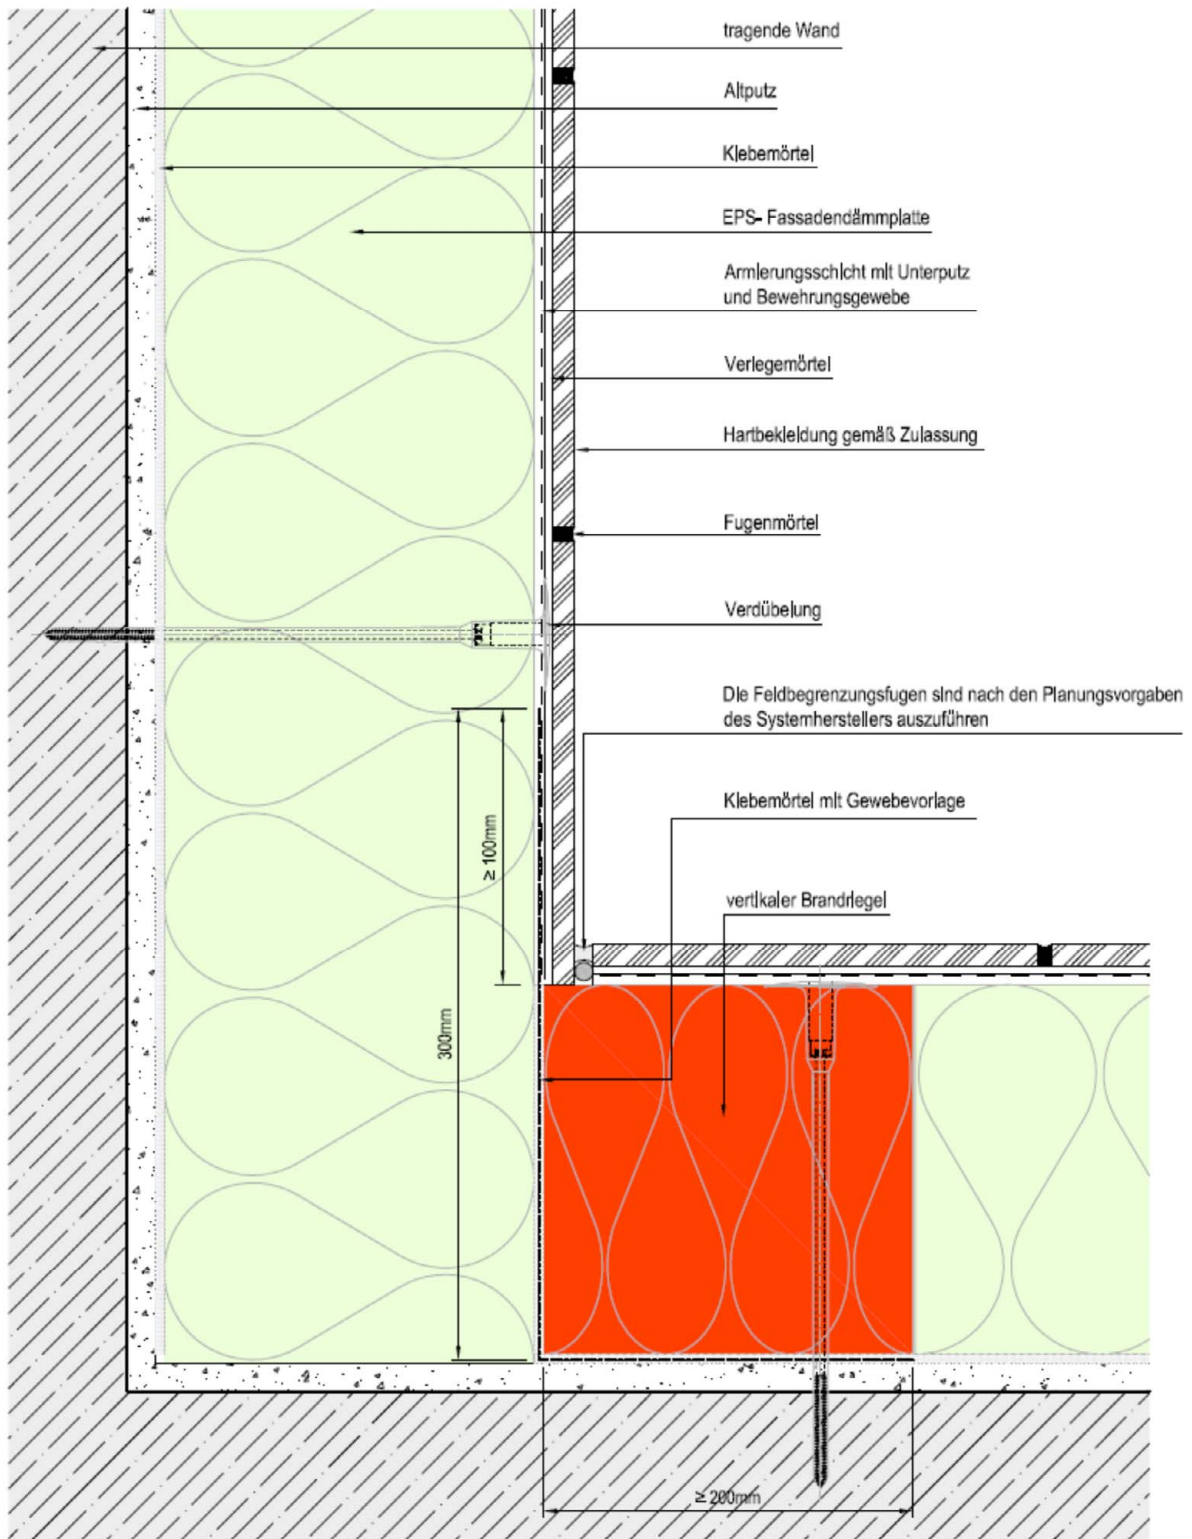 tragende Wand
Altputz
Klebemörtel
EPS- Fassadendämmplatte
Armierungsschicht mit Unterputz
und Bewehrungsgewebe
Verlegemörtel
Hartbekleidung gemäß Zulassung
Fugenmörtel
Verdübelung
Die Feldbegrenzungsfugen sind nach den Planungsvorgaben
des Systemherstellers auszuführen
Klebemörtel mit Gewebevorlage
≥ 100mm
vertikaler Brandriegel
300mm
≥ 200mm